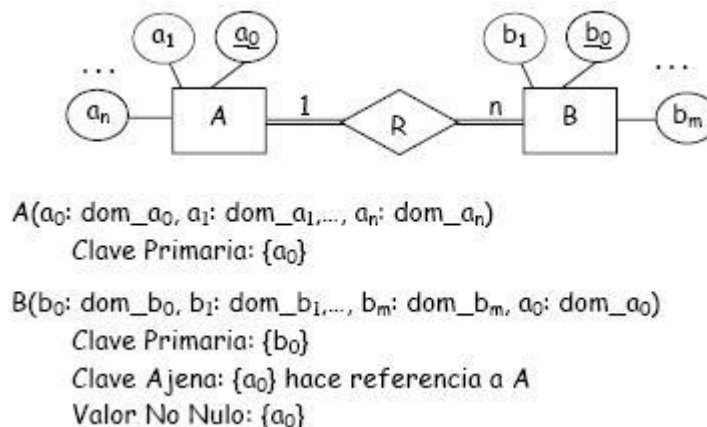 a₁ a₀ b₁ b₀
... ...
aₙ A 1 R n B bₘ
A(a₀: dom_a₀, a₁: dom_a₁,..., aₙ: dom_aₙ)
Clave Primaria: {a₀}
B(b₀: dom_b₀, b₁: dom_b₁,..., bₘ: dom_bₘ, a₀: dom_a₀)
Clave Primaria: {b₀}
Clave Ajena: {a₀} hace referencia a A
Valor No Nulo: {a₀}